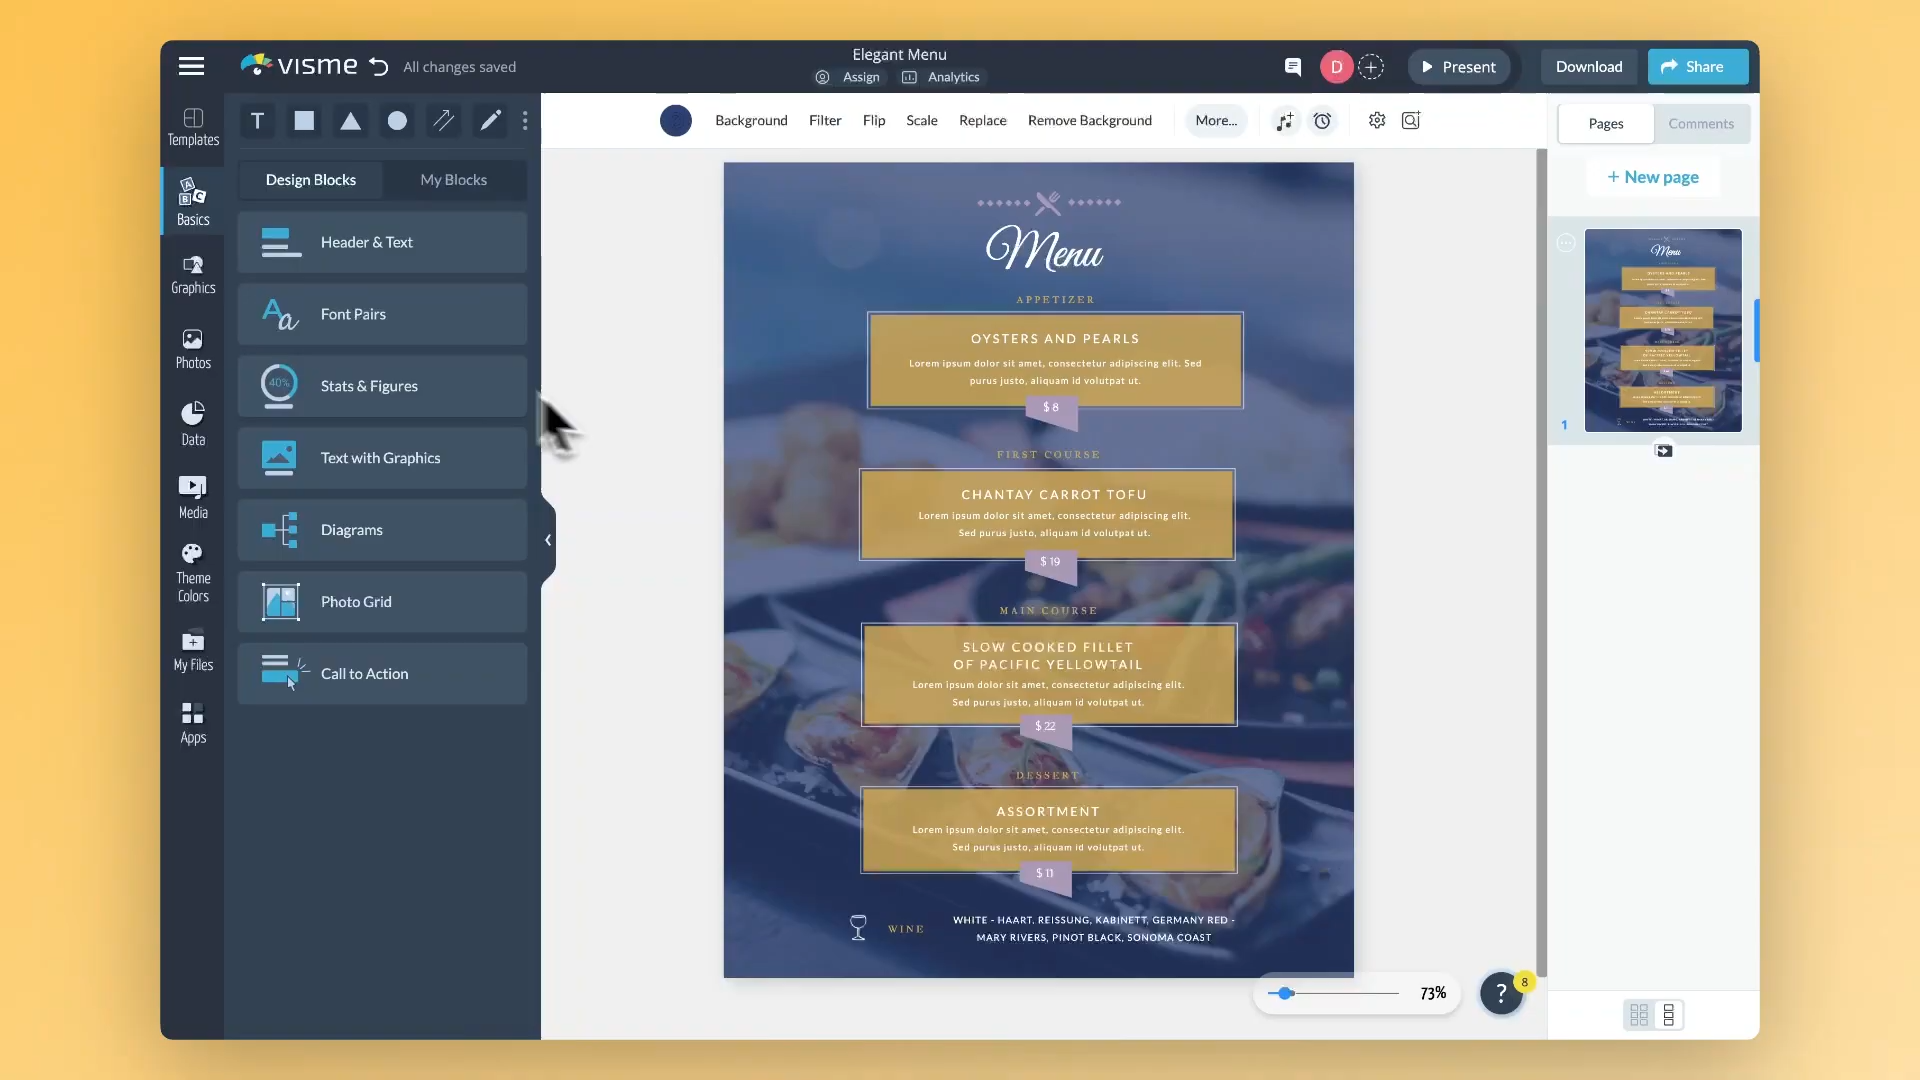 visme
All changes saved
Elegant Menu
Assign
Analytics
D
Present
Download
Share
Templates
Basics
Graphics
Photos
Data
Media
Theme
Colors
My Files
Apps
T
Design Blocks
My Blocks
Header & Text
Font Pairs
40%
Stats & Figures
Text with Graphics
Diagrams
Photo Grid
Call to Action
Background
Filter
Flip
Scale
Replace
Remove Background
More...
Menu
APPETIZER
OYSTERS AND PEARLS
Lorem ipsum dolor sit amet, consectetur adipiscing elit. Sed
purus justo, aliquam id volutpat ut.
$ 8
FIRST COURSE
CHANTAY CARROT TOFU
Lorem ipsum dolor sit amet, consectetur adipiscing elit.
Sed purus justo, aliquam id volutpat ut.
$ 19
MAIN COURSE
SLOW COOKED FILLET
OF PACIFIC YELLOWTAIL
Lorem ipsum dolor sit amet, consectetur adipiscing elit.
Sed purus justo, aliquam id volutpat ut.
$ 22
DESSERT
ASSORTMENT
Lorem ipsum dolor sit amet, consectetur adipiscing elit.
Sed purus justo, aliquam id volutpat ut.
$ 11
WINE
WHITE - HAART, REISSUNG, KABINETT, GERMANY RED -
MARY RIVERS, PINOT BLACK, SONOMA COAST
73%
?
8
Pages
Comments
+ New page
Menu
1